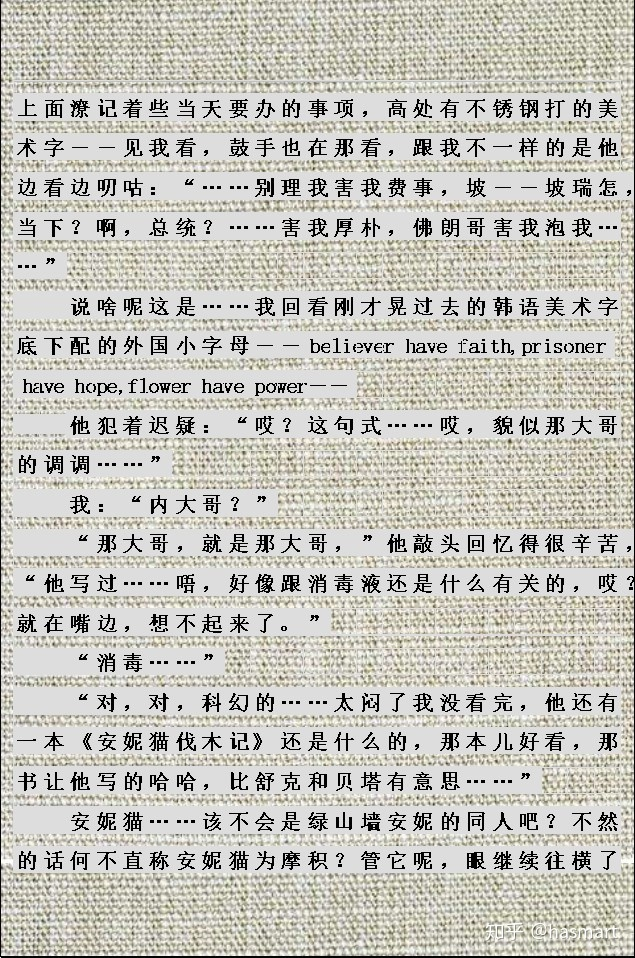 上面潦记着些当天要办的事项，高处有不锈钢打的美
术字——见我看，鼓手也在那看，跟我不一样的是他
边看边叨咕：“……别理我害我费事，坡——坡瑞怎，
当下？啊，总统？……害我厚朴，佛朗哥害我泡我…
…”
说啥呢这是……我回看刚才晃过去的韩语美术字
底下配的外国小字母——believer have faith,prisoner
have hope,flower have power——
他犯着迟疑：“哎？这句式……哎，貌似那大哥
的调调……”
我：“内大哥？”
“那大哥，就是那大哥，”他敲头回忆得很辛苦，
“他写过……唔，好像跟消毒液还是什么有关的，哎？
就在嘴边，想不起来了。”
“消毒……”
“对，对，科幻的……太闷了我没看完，他还有
一本《安妮猫伐木记》还是什么的，那本儿好看，那
书让他写的哈哈，比舒克和贝塔有意思……”
安妮猫……该不会是绿山墙安妮的同人吧？不然
的话何不直称安妮猫为摩积？管它呢，眼继续往横了
知乎 @hasmart